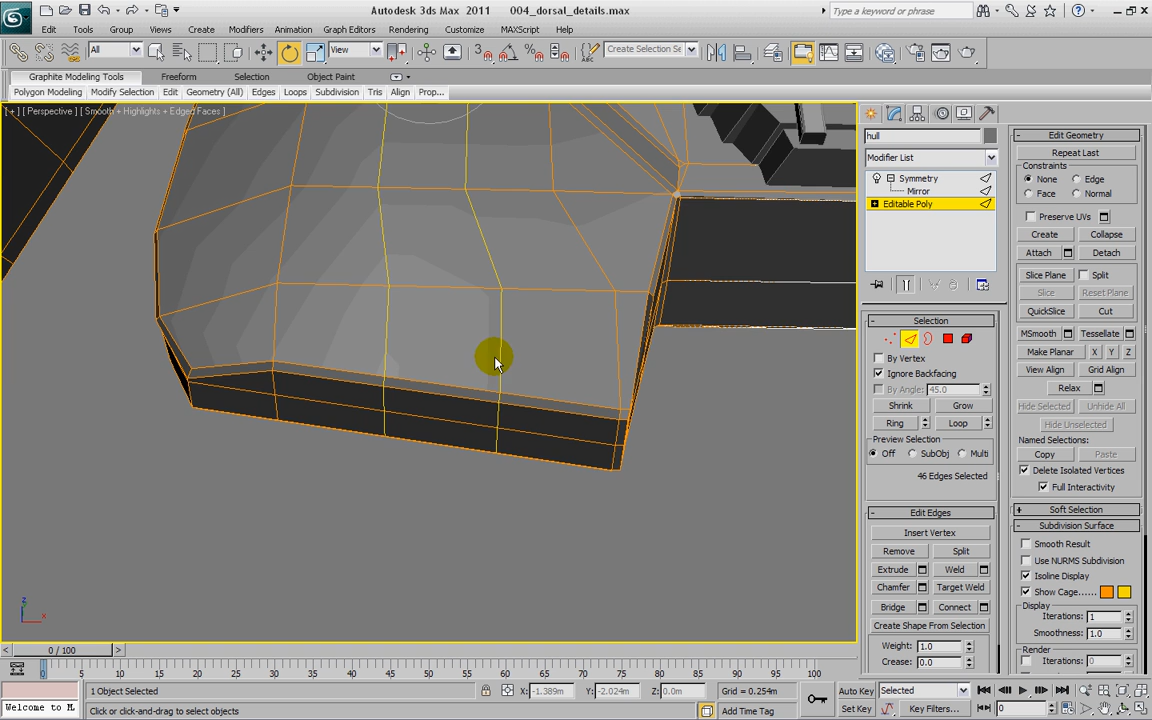 Autodesk 3ds Max 2011 004_dorsal_details.max
Type a keyword or phrase
Edit Tools Group Views Create Modifiers Animation Graph Editors Rendering Customize MAXScript Help
All View Create Selection Se
Graphite Modeling Tools Freeform Selection Object Paint
Polygon Modeling Modify Selection Edit Geometry (All) Edges Loops Subdivision Tris Align Prop...
[ + ] [ Perspective ] [ Smooth + Highlights + Edged Faces ]
hull
Modifier List
Symmetry
Mirror
Editable Poly
Selection
By Vertex
Ignore Backfacing
By Angle: 45.0
Shrink Grow
Ring Loop
Preview Selection
Off SubObj Multi
46 Edges Selected
Edit Edges
Insert Vertex
Remove Split
Extrude Weld
Chamfer Target Weld
Bridge Connect
Create Shape From Selection
Weight: 1.0
Crease: 0.0
Edit Geometry
Repeat Last
Constraints
None Edge
Face Normal
Preserve UVs
Create Collapse
Attach Detach
Slice Plane Split
Slice Reset Plane
QuickSlice Cut
MSmooth Tessellate
Make Planar X Y Z
View Align Grid Align
Relax
Hide Selected Unhide All
Hide Unselected
Named Selections:
Copy Paste
Delete Isolated Vertices
Full Interactivity
Soft Selection
Subdivision Surface
Smooth Result
Use NURMS Subdivision
Isoline Display
Show Cage......
Display
Iterations: 1
Smoothness: 1.0
Render
Iterations: 0
z
x
0 / 100
0 5 10 15 20 25 30 35 40 45 50 55 60 65 70 75 80 85 90 95 100
1 Object Selected X: -1.389m Y: -2.024m Z: 0.0m Grid = 0.254m Auto Key Selected
Welcome to M Click or click-and-drag to select objects Add Time Tag Set Key Key Filters... 0